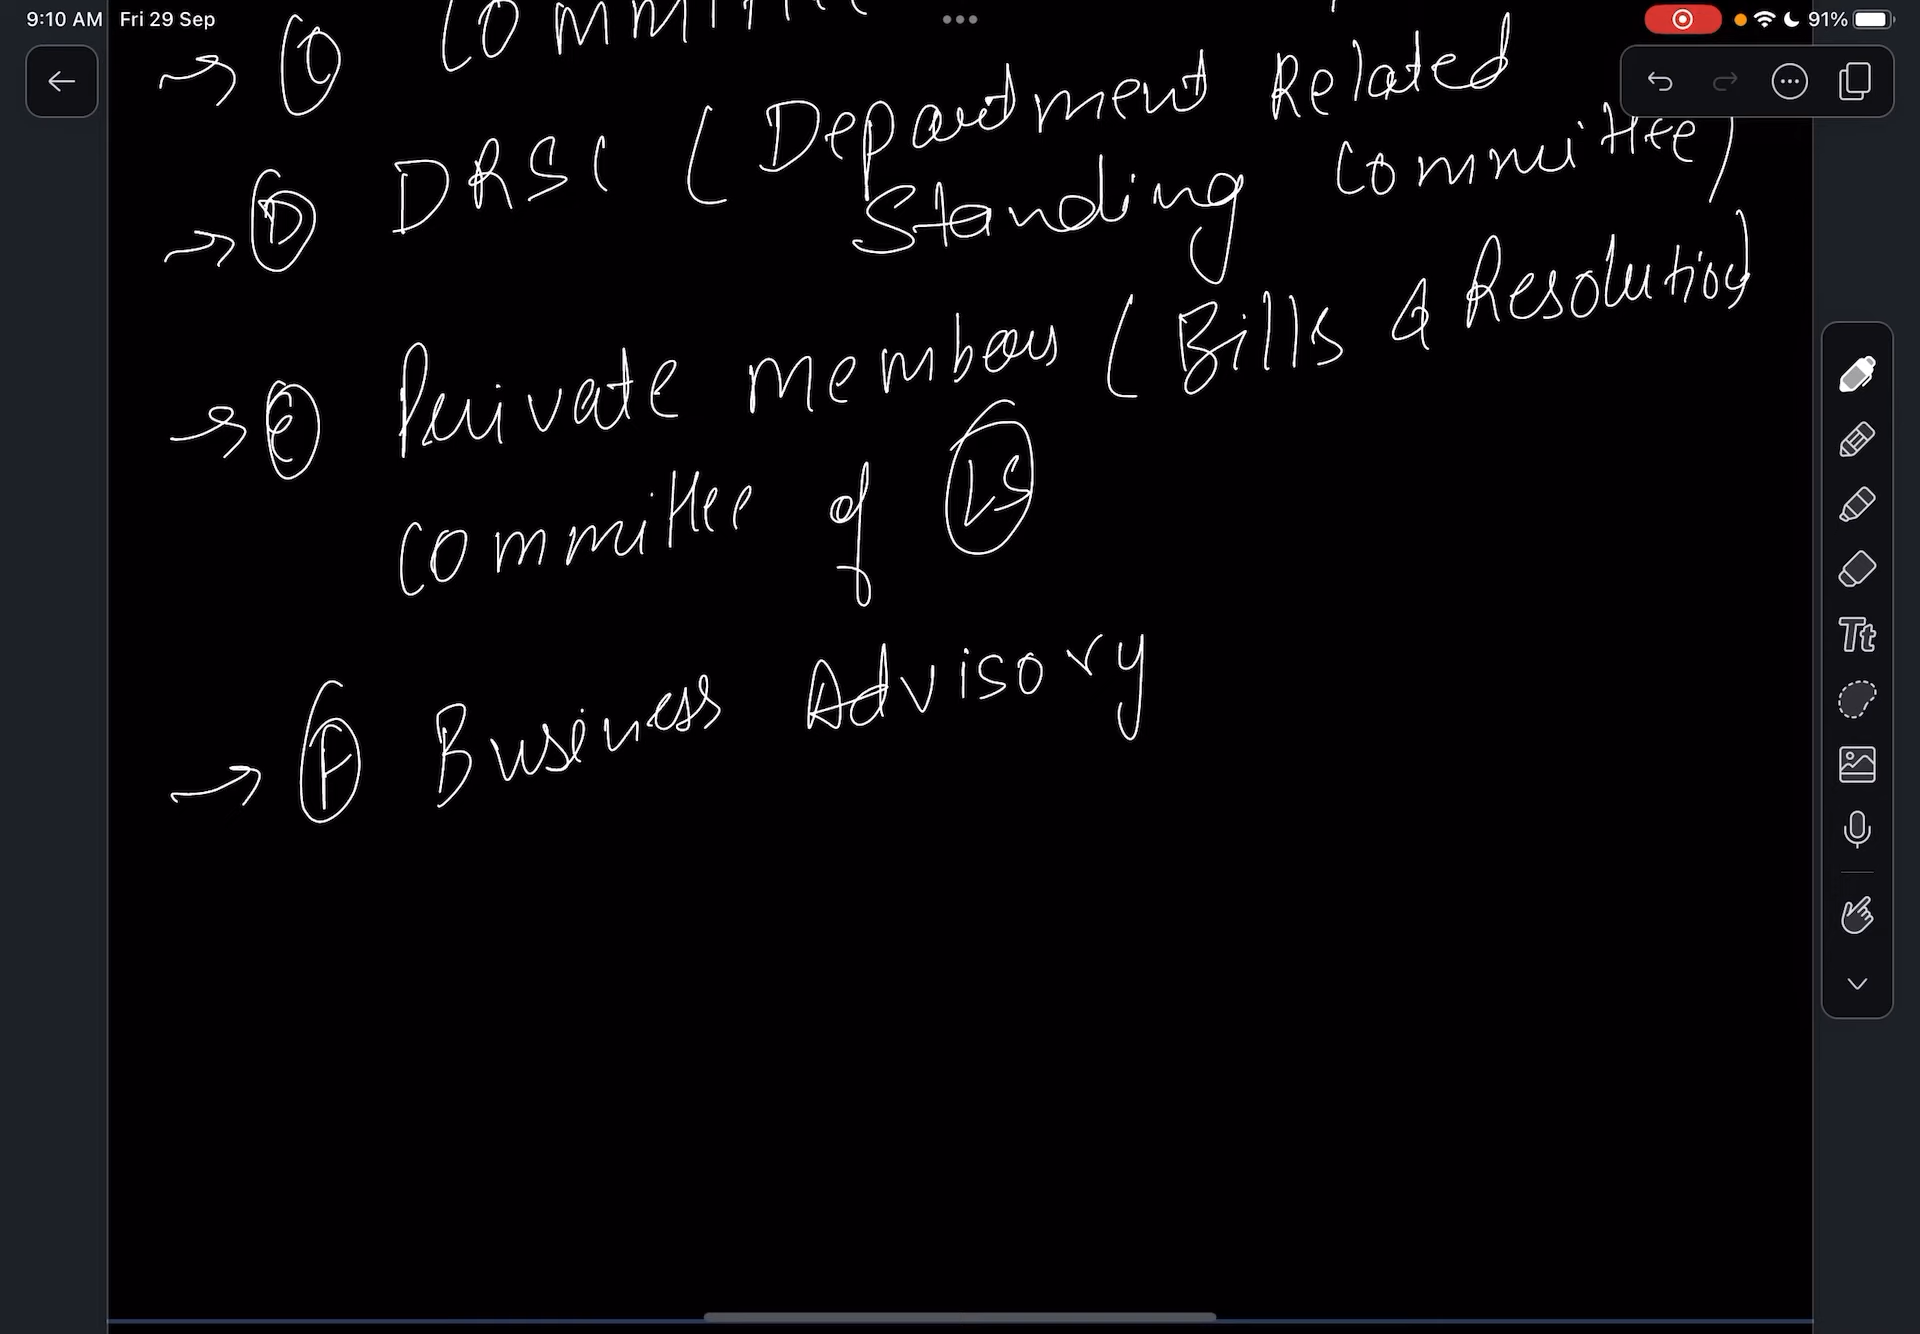 9:10 AM Fri 29 Sep
91%
→ C
→ D DRSC (Department Related
Standing Committee)
→ E Private members (Bills & Resolution)
Committee of LS
→ F Business Advisory
Tt